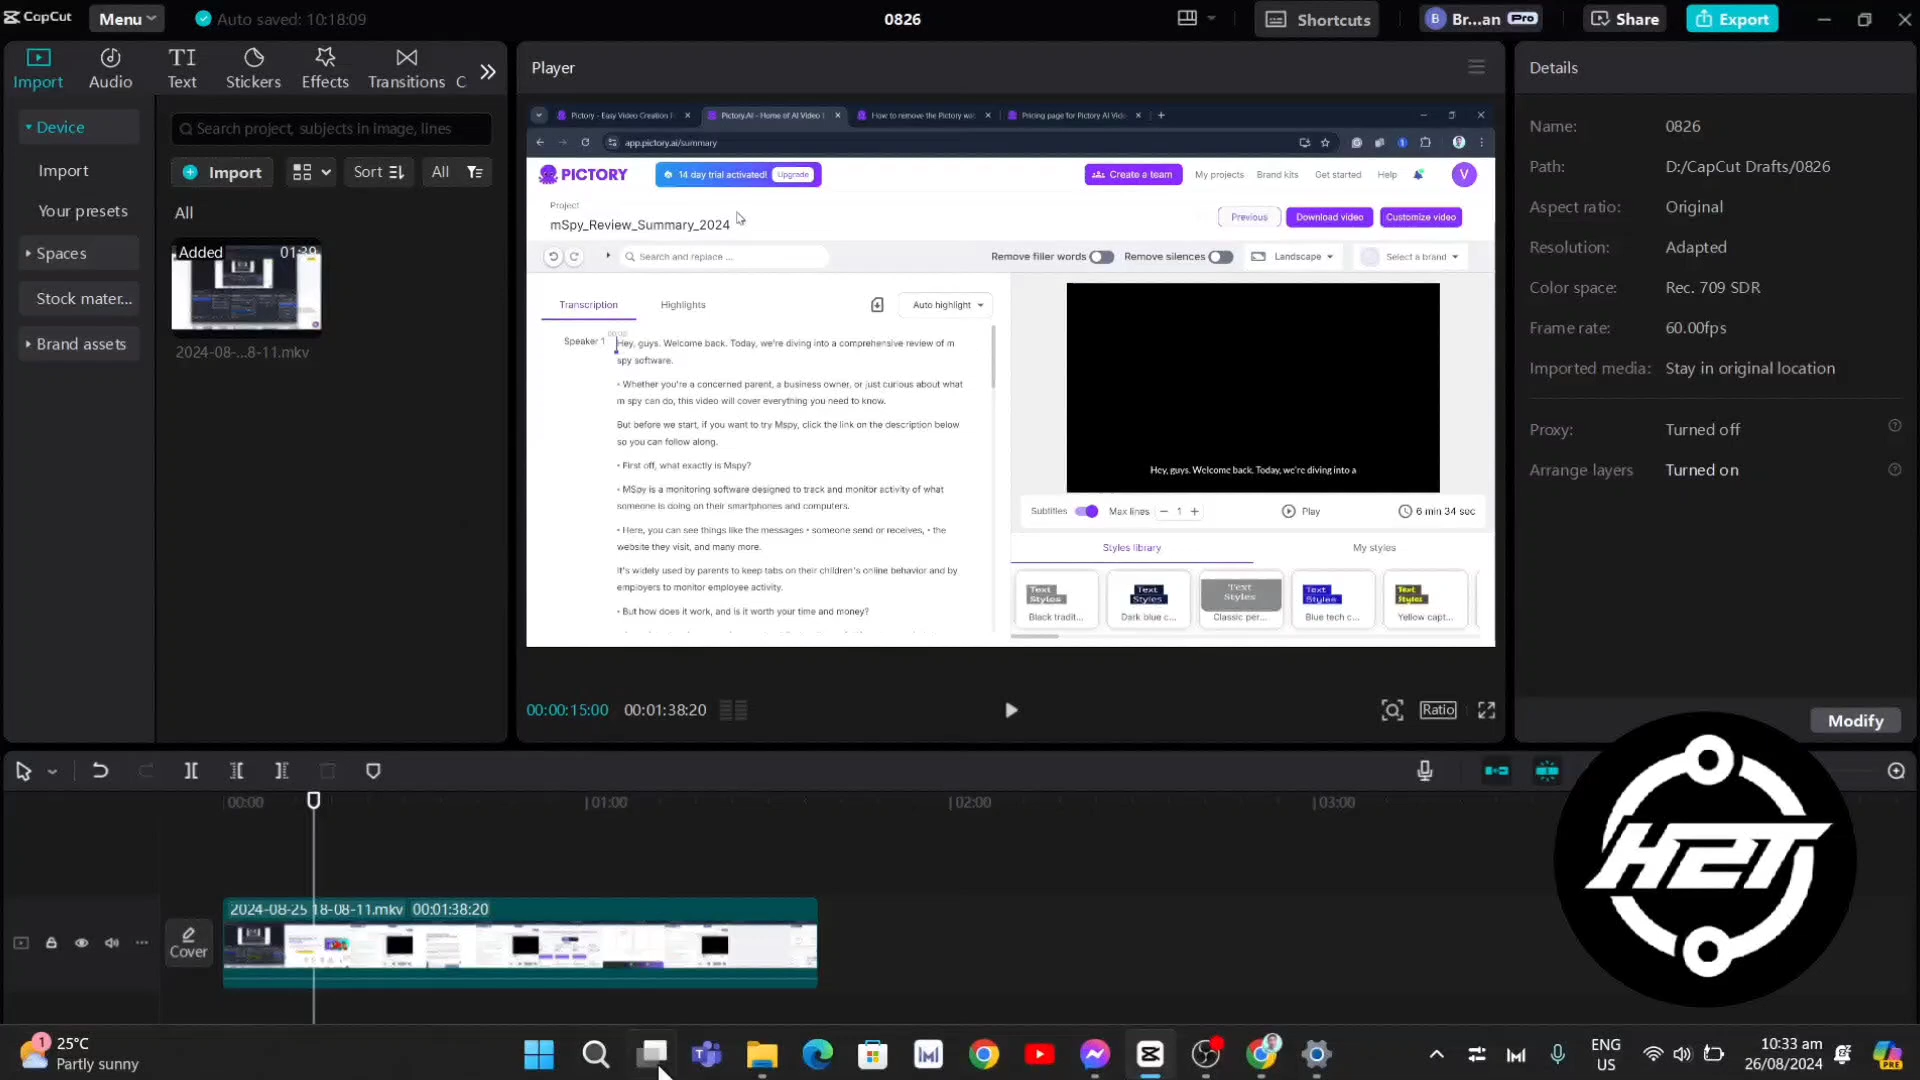 CapCut Menu Auto saved: 10:18:09 0826 Shortcuts Br...an Pro Share Export
Import Audio Text Stickers Effects Transitions C
Device
Import
Your presets
Spaces
Stock mater...
Brand assets
Search project, subjects in image, lines
Import Sort All
All
Added 01:39
2024-08-...8-11.mkv
Player
Pictory - Easy Video Creation
Pictory.AI - Home of AI Video
How to remove the Pictory wa
Pricing page for Pictory AI Vide
app.pictory.ai/summary
PICTORY 14 day trial activated! Upgrade Create a team My projects Brand kits Get started Help V
Project
mSpy_Review_Summary_2024
Previous Download video Customize video
Search and replace ... Remove filler words Remove silences Landscape Select a brand
Transcription Highlights Auto highlight
00:00
Speaker 1
Hey, guys. Welcome back. Today, we're diving into a comprehensive review of m
spy software.
• Whether you're a concerned parent, a business owner, or just curious about what
m spy can do, this video will cover everything you need to know.
But before we start, if you want to try Mspy, click the link on the description below
so you can follow along.
• First off, what exactly is Mspy?
• MSpy is a monitoring software designed to track and monitor activity of what
someone is doing on their smartphones and computers.
• Here, you can see things like the messages • someone send or receives, • the
website they visit, and many more.
It's widely used by parents to keep tabs on their children's online behavior and by
employers to monitor employee activity.
• But how does it work, and is it worth your time and money?
Hey, guys. Welcome back. Today, we're diving into a
Subtitles Max lines 1 Play 6 min 34 sec
Styles library My styles
Text Styles Text Styles Text Styles Text Styles Text Styles
Black tradit... Dark blue c... Classic per... Blue tech c... Yellow capt...
00:00:15:00 00:01:38:20 Ratio
Details
Name: 0826
Path: D:/CapCut Drafts/0826
Aspect ratio: Original
Resolution: Adapted
Color space: Rec. 709 SDR
Frame rate: 60.00fps
Imported media: Stay in original location
Proxy: Turned off
Arrange layers Turned on
Modify
00:00 01:00 02:00 03:00
2024-08-25 18-08-11.mkv 00:01:38:20
Cover
H2T
1
25°C
Partly sunny
ENG
US
10:33 am
26/08/2024
PRE